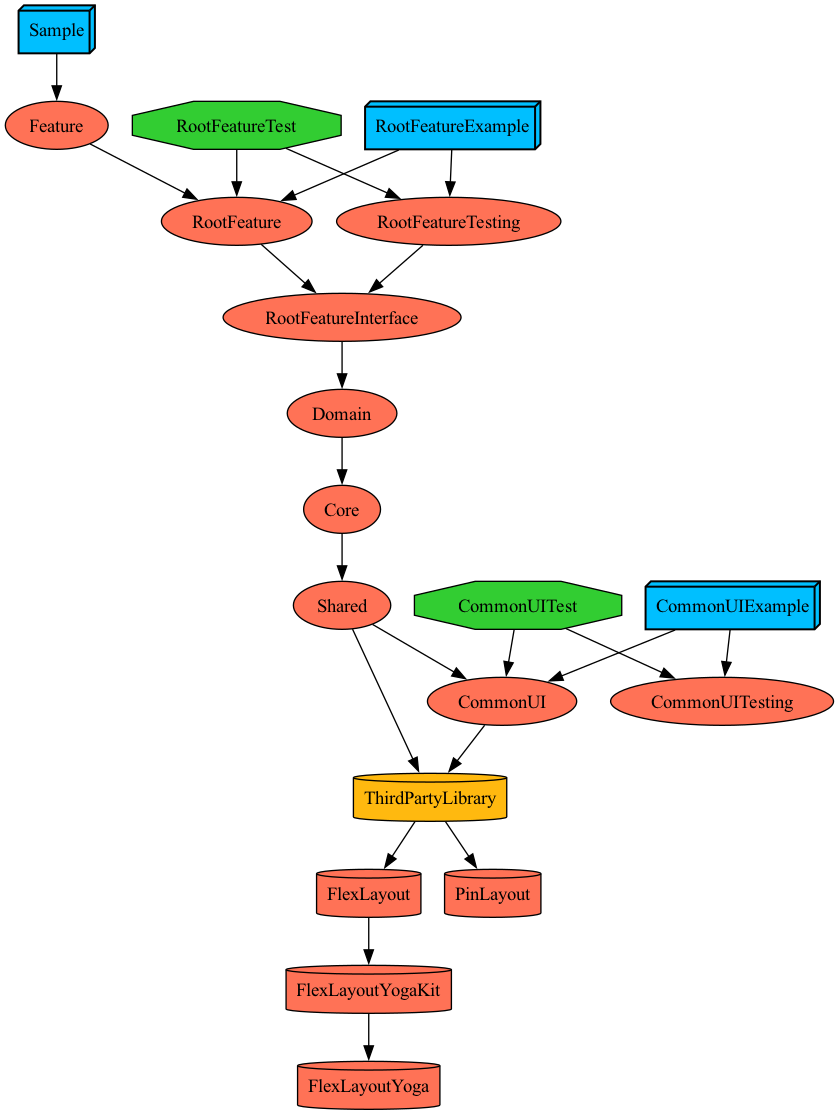 Sample
Feature
RootFeatureTest
RootFeatureExample
RootFeature
RootFeatureTesting
RootFeatureInterface
Domain
Core
Shared
CommonUITest
CommonUIExample
CommonUI
CommonUITesting
ThirdPartyLibrary
FlexLayout
PinLayout
FlexLayoutYogaKit
FlexLayoutYoga